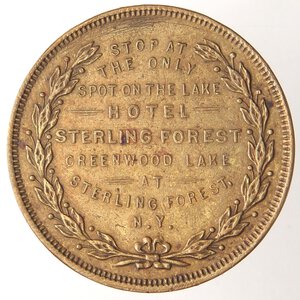 STOP AT
THE ONLY
SPOT ON THE LAKE
HOTEL
STERLING FOREST
GREENWOOD LAKE
AT
STERLING FOREST,
N.Y.